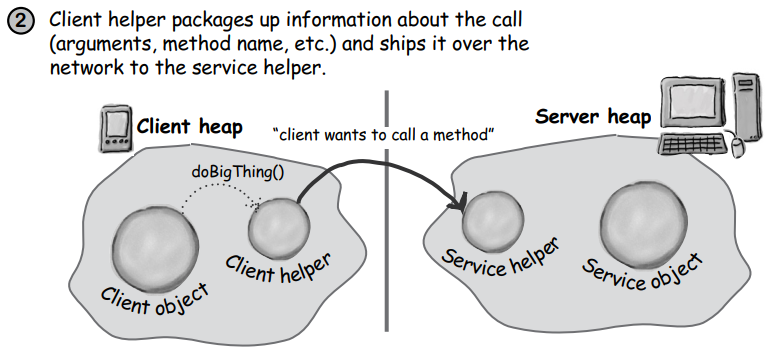 2 Client helper packages up information about the call
(arguments, method name, etc.) and ships it over the
network to the service helper.
Client heap
"client wants to call a method"
Server heap
doBigThing()
Client object
Client helper
Service helper
Service object